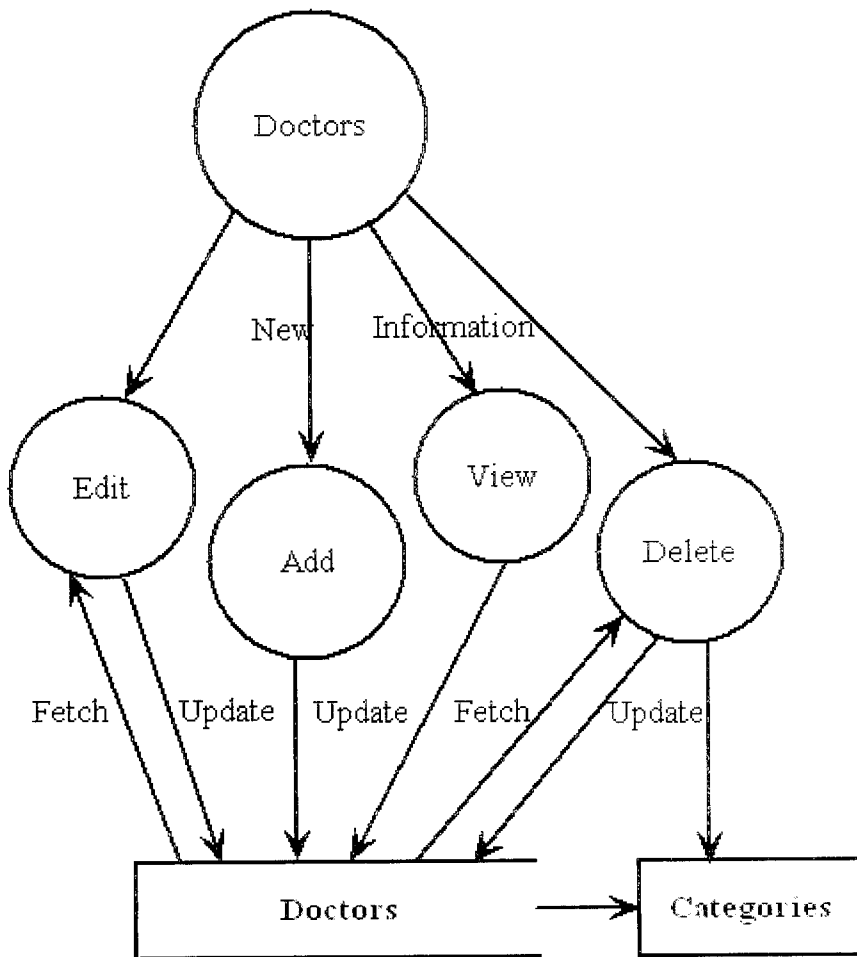 Doctors
New Information
Edit
View
Add
Delete
Fetch Update Update Fetch Update
Doctors
Categories